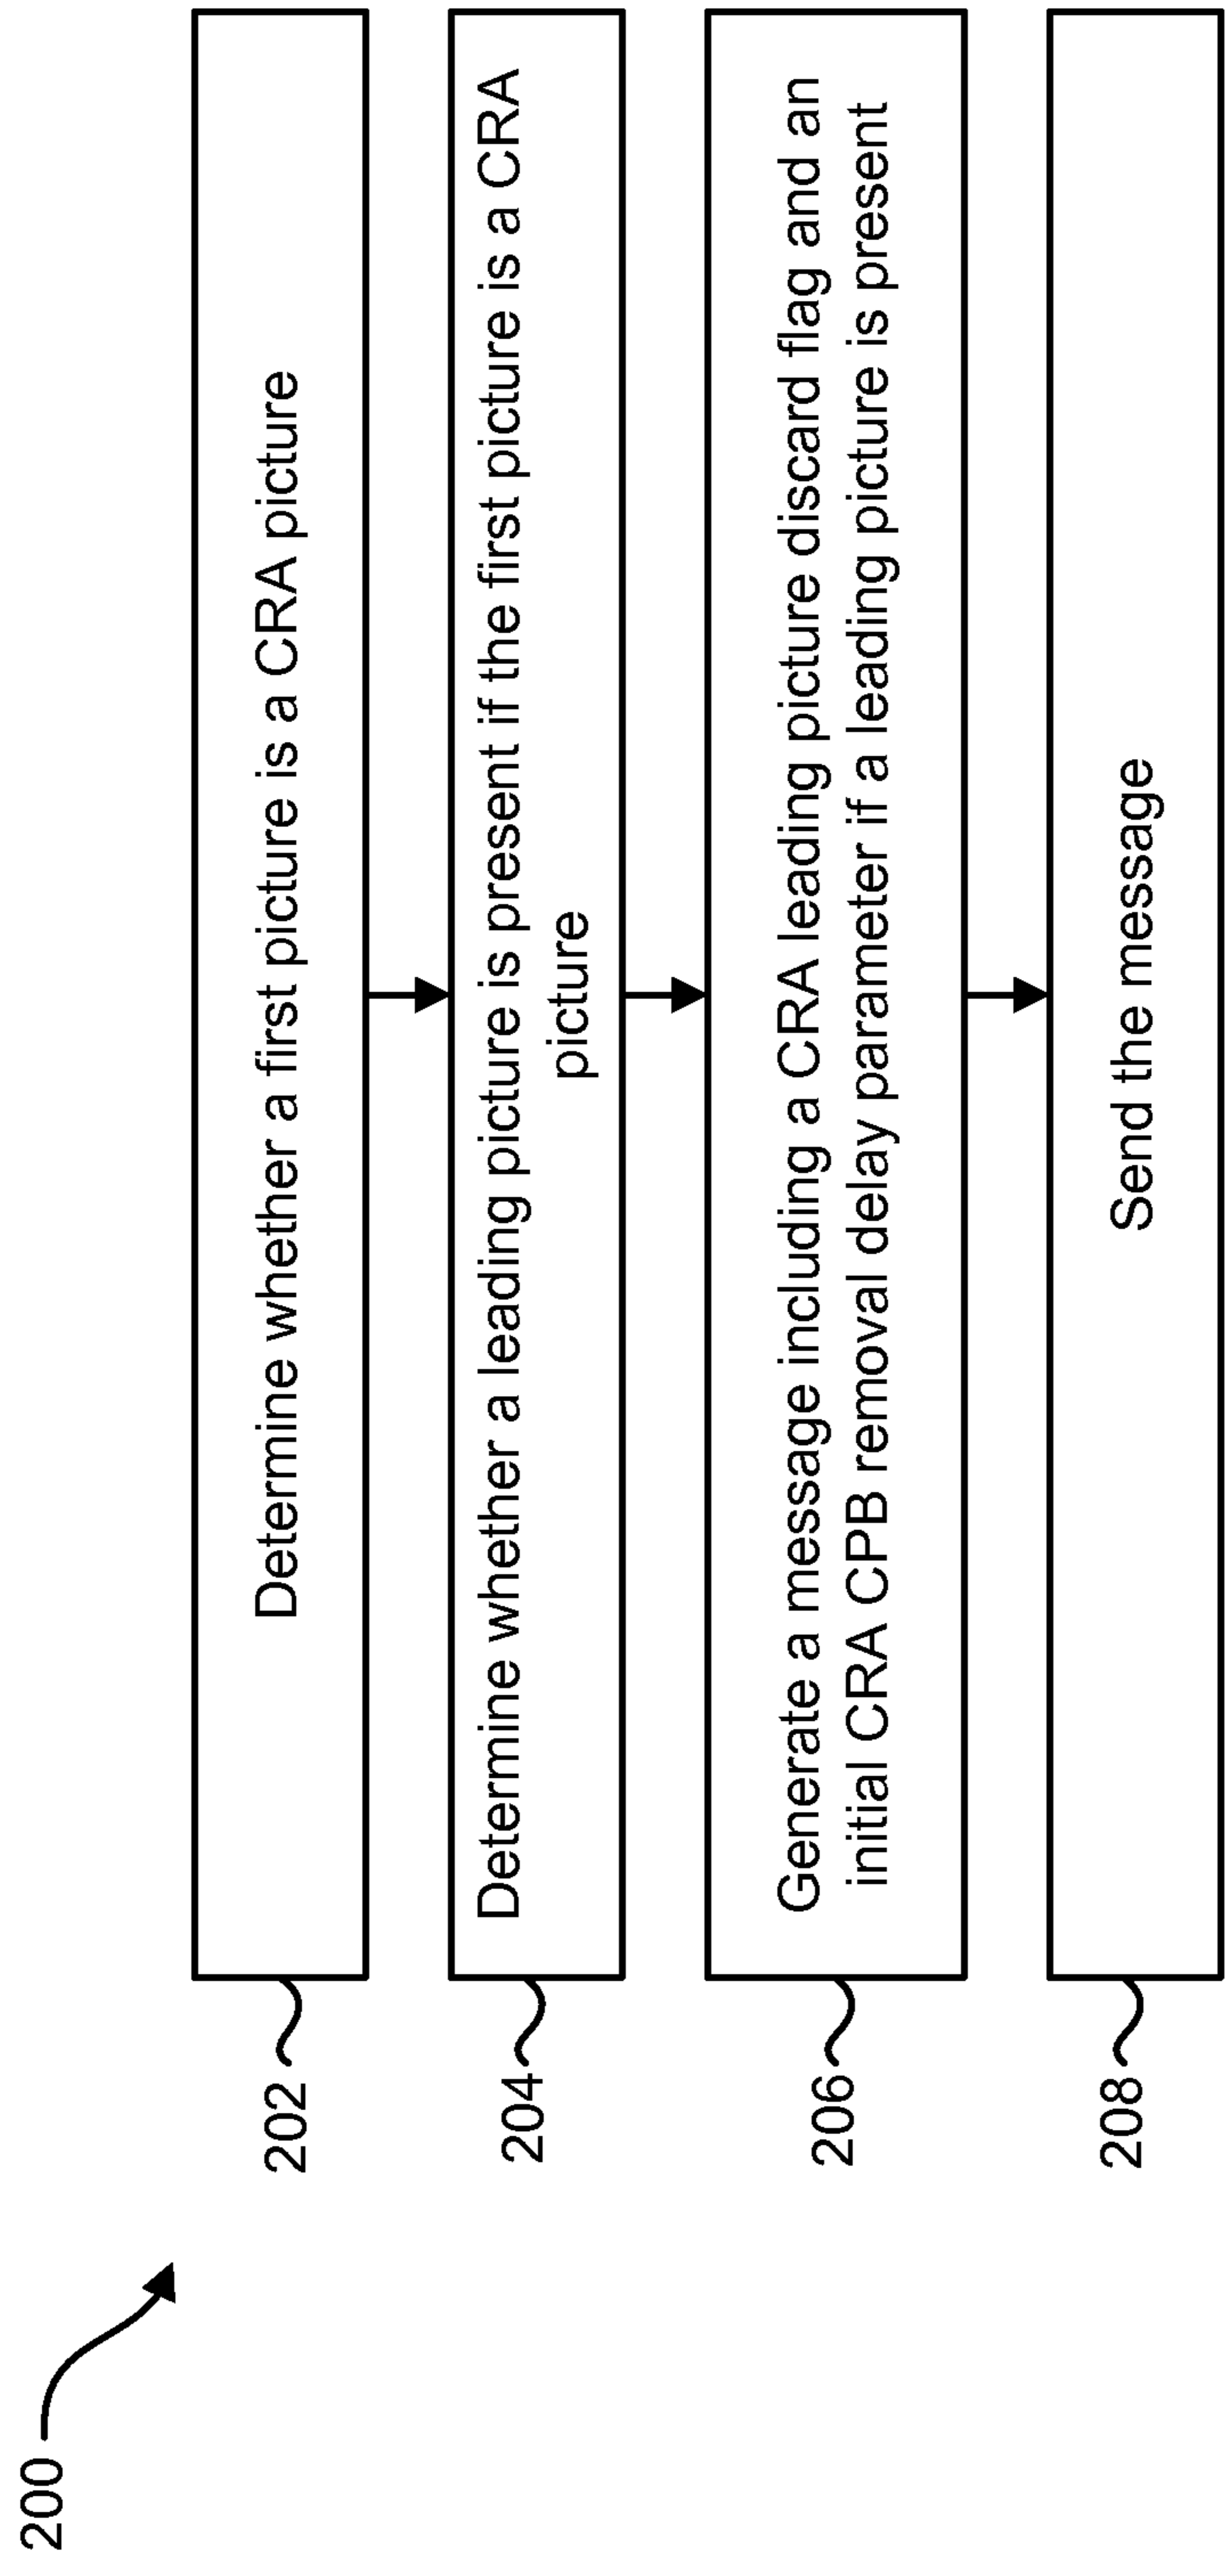 200
202
Determine whether a first picture is a CRA picture
204
Determine whether a leading picture is present if the first picture is a CRA
picture
206
Generate a message including a CRA leading picture discard flag and an
initial CRA CPB removal delay parameter if a leading picture is present
208
Send the message